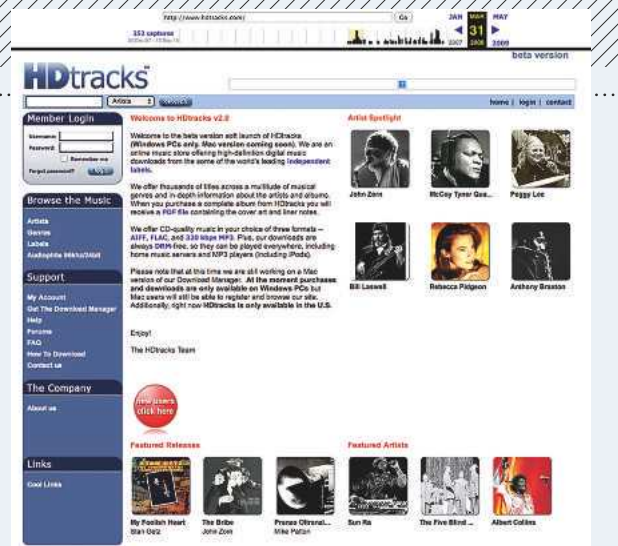 http://www.hdtracks.com/
Go
JAN MAR MAY
353 captures
31
2007 2008 2009
beta version
HDtracks
Artists
home | login | contact
Member Login
Username
Password
Remember me
Forgot password?
Browse the Music
Artists
Genres
Labels
Audiophile 96khz/24bit
Support
My Account
Get The Download Manager
Help
Forums
FAQ
How To Download
Contact us
The Company
About us
Links
Cool Links
Welcome to HDtracks v2.0
Welcome to the beta version soft launch of HDtracks
(Windows PCs only. Mac version coming soon). We are an
online music store offering high-definition digital music
downloads from the some of the world's leading independent
labels.
We offer thousands of titles across a multitude of musical
genres and in-depth information about the artists and albums.
When you purchase a complete album from HDtracks you will
receive a PDF file containing the cover art and liner notes.
We offer CD-quality music in your choice of three formats --
AIFF, FLAC, and 320 kbps MP3. Plus, our downloads are
always DRM-free, so they can be played everywhere, including
home music servers and MP3 players (including iPods).
Please note that at this time we are still working on a Mac
version of our Download Manager. At the moment purchases
and downloads are only available on Windows PCs but
Mac users will still be able to register and browse our site.
Additionally, right now HDtracks is only available in the U.S.
Enjoy!
The HDtracks Team
new users
click here
Artist Spotlight
John Zorn
McCoy Tyner Qua...
Peggy Lee
Bill Laswell
Rebecca Pidgeon
Anthony Braxton
Featured Releases
My Foolish Heart
Stan Getz
The Bribe
John Zorn
Mike Patton
Featured Artists
Sun Ra
The Five Blind ...
Albert Collins